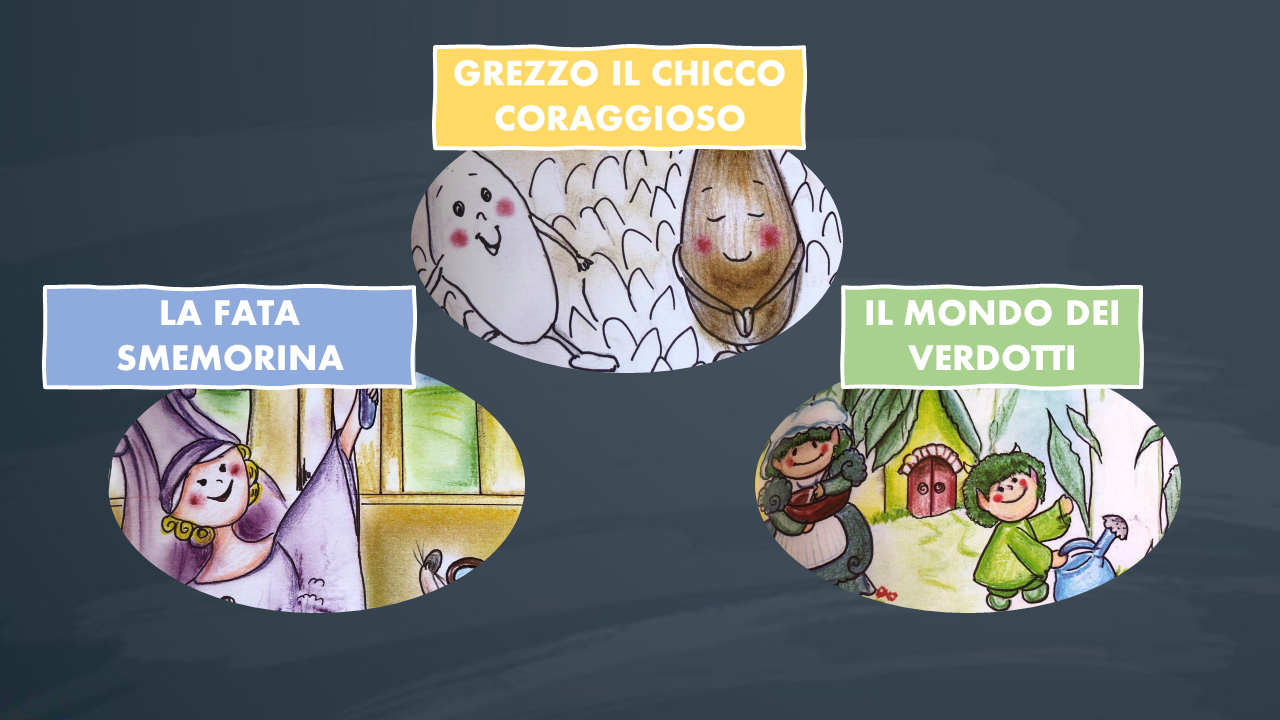 GREZZO IL CHICCO
CORAGGIOSO
LA FATA
SMEMORINA
IL MONDO DEI
VERDOTTI